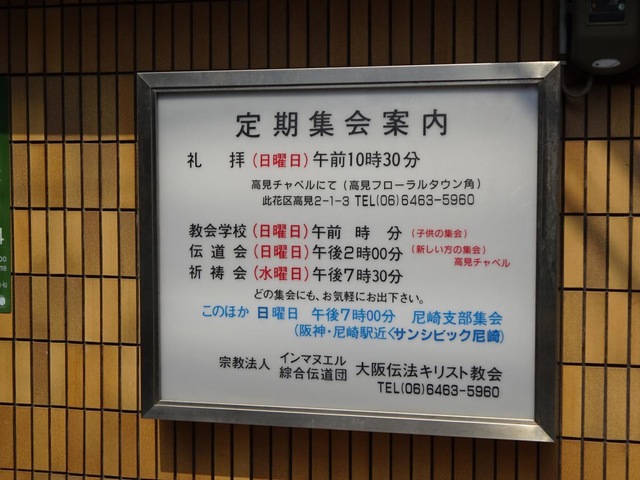 定期集会案内
礼 拝 (日曜日) 午前10時30分
高見チャペルにて (高見フローラルタウン角)
此花区高見2-1-3 TEL(06)6463-5960
教会学校 (日曜日) 午前 時 分 (子供の集会)
伝道会 (日曜日) 午後2時00分 (新しい方の集会)
高見チャペル
祈祷会 (水曜日) 午後7時30分
どの集会にも、お気軽にお出下さい。
このほか 日曜日 午後7時00分 尼崎支部集会
(阪神・尼崎駅近くサンシビック尼崎)
宗教法人 インマヌエル 綜合伝道団 大阪伝法キリスト教会
TEL(06)6463-5960